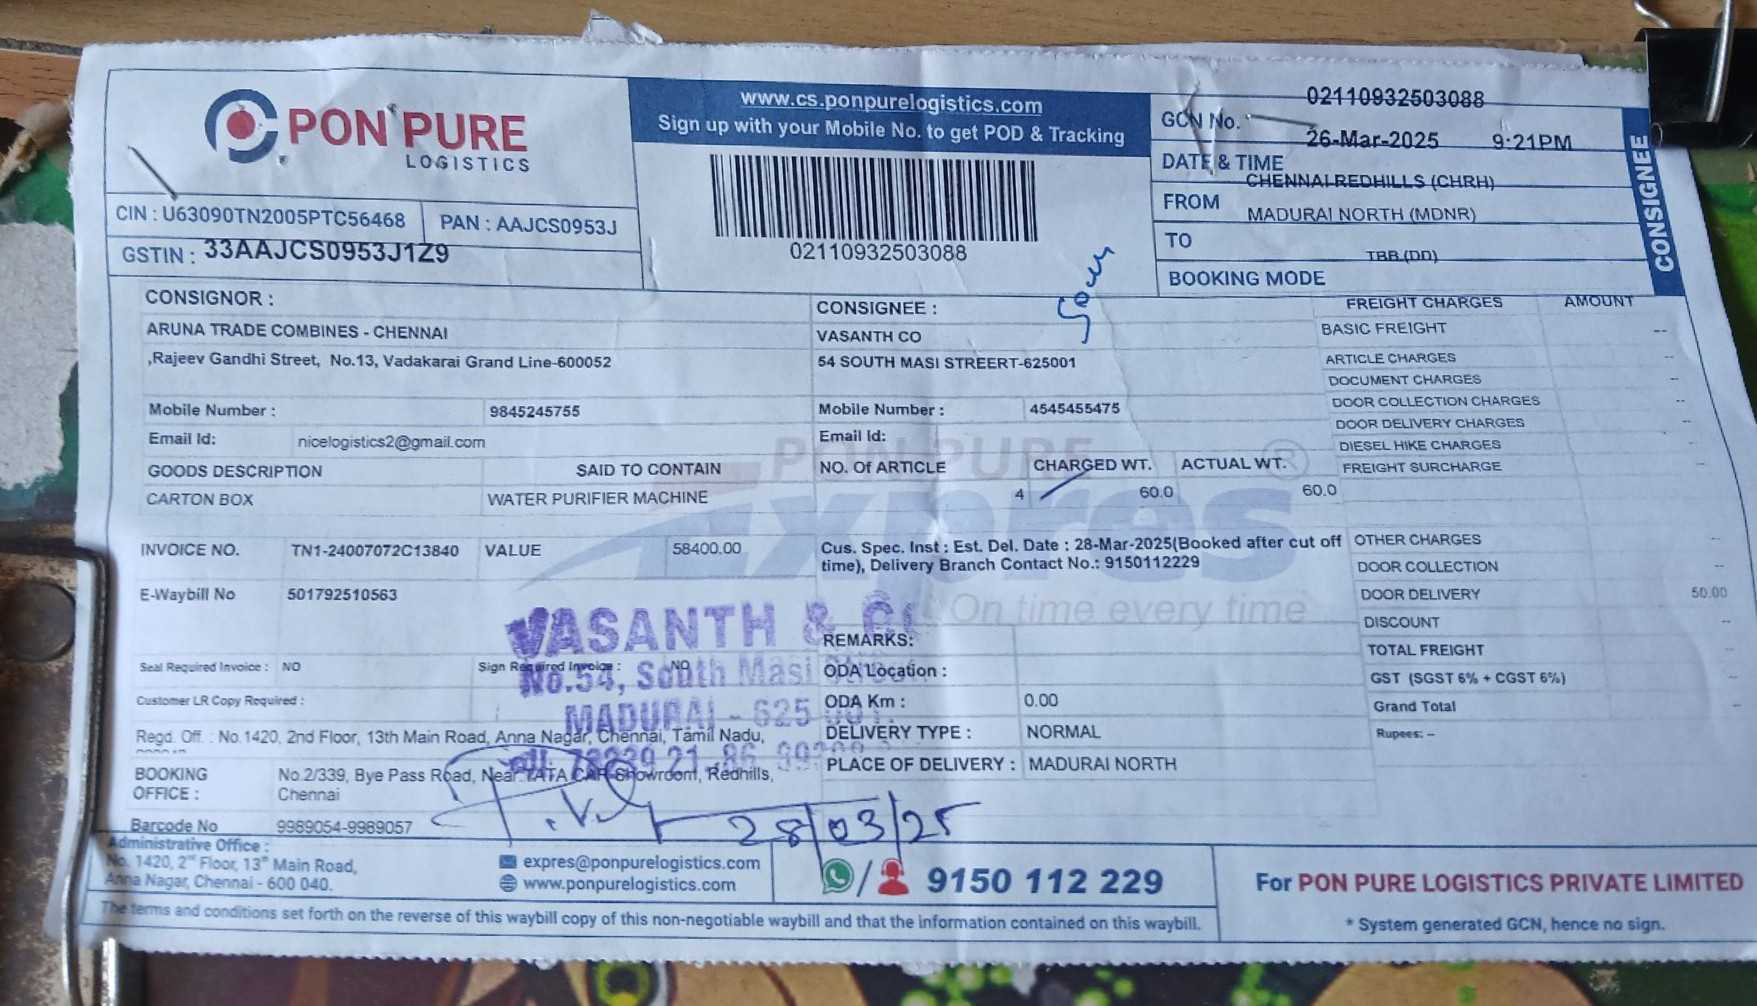 PON PURE
LOGISTICS
CIN : U63090TN2005PTC56468
PAN : AAJCS0953J
GSTIN : 33AAJCS0953J1Z9
www.cs.ponpurelogistics.com
Sign up with your Mobile No. to get POD & Tracking
02110932503088
GCN No. 02110932503088
DATE & TIME 26-Mar-2025 9:21PM
FROM CHENNAI REDHILLS (CHRH)
TO MADURAI NORTH (MDNR)
BOOKING MODE TBB (DD)
CONSIGNEE
CONSIGNOR :
ARUNA TRADE COMBINES - CHENNAI
,Rajeev Gandhi Street, No.13, Vadakarai Grand Line-600052
Mobile Number : 9845245755
Email Id: nicelogistics2@gmail.com
CONSIGNEE :
VASANTH CO
54 SOUTH MASI STREERT-625001
Mobile Number : 4545455475
Email Id:
GOODS DESCRIPTION SAID TO CONTAIN NO. Of ARTICLE CHARGED WT. ACTUAL WT.
CARTON BOX WATER PURIFIER MACHINE 4 60.0 60.0
PON PURE
Expres
On time every time
INVOICE NO. TN1-24007072C13840 VALUE 58400.00
E-Waybill No 501792510563
Cus. Spec. Inst : Est. Del. Date : 28-Mar-2025(Booked after cut off
time), Delivery Branch Contact No.: 9150112229
FREIGHT CHARGES AMOUNT
BASIC FREIGHT --
ARTICLE CHARGES --
DOCUMENT CHARGES --
DOOR COLLECTION CHARGES --
DOOR DELIVERY CHARGES --
DIESEL HIKE CHARGES --
FREIGHT SURCHARGE --
OTHER CHARGES --
DOOR COLLECTION --
DOOR DELIVERY 50.00
DISCOUNT --
TOTAL FREIGHT --
GST (SGST 6% + CGST 6%) --
Grand Total --
Rupees: –
VASANTH & Co
No.54, South Masi
MADURAI - 625 001.
Seal Required Invoice : NO Sign Required Invoice : NO
Customer LR Copy Required :
REMARKS:
ODA Location :
ODA Km : 0.00
DELIVERY TYPE : NORMAL
PLACE OF DELIVERY : MADURAI NORTH
Regd. Off. : No.1420, 2nd Floor, 13th Main Road, Anna Nagar, Chennai, Tamil Nadu,
BOOKING OFFICE : No.2/339, Bye Pass Road, Near TATA CAR Showroom, Redhills,
Chennai
Barcode No 9989054-9989057
28/03/25
Administrative Office :
No. 1420, 2nd Floor, 13th Main Road,
Anna Nagar, Chennai - 600 040.
expres@ponpurelogistics.com
www.ponpurelogistics.com
/ 9150 112 229
For PON PURE LOGISTICS PRIVATE LIMITED
* System generated GCN, hence no sign.
The terms and conditions set forth on the reverse of this waybill copy of this non-negotiable waybill and that the information contained on this waybill.